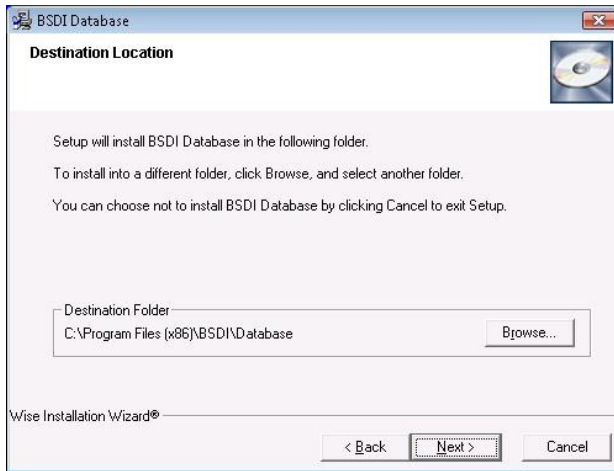 BSDI Database
Destination Location
Setup will install BSDI Database in the following folder.
To install into a different folder, click Browse, and select another folder.
You can choose not to install BSDI Database by clicking Cancel to exit Setup.
Destination Folder
C:\Program Files (x86)\BSDI\Database
Browse...
Wise Installation Wizard®
< Back
Next >
Cancel